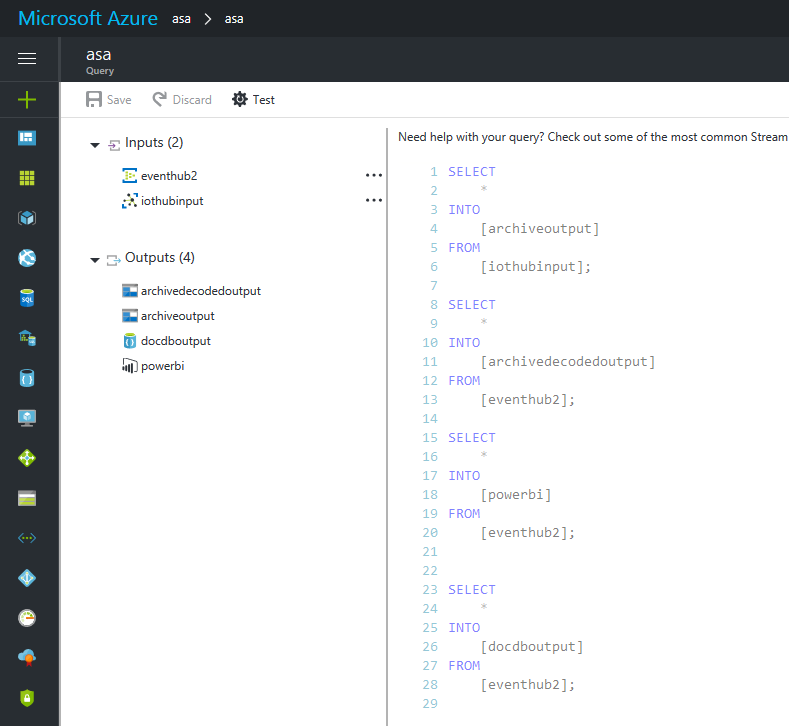 Microsoft Azure asa > asa
asa
Query
Save Discard Test
Inputs (2)
eventhub2 ...
iothubinput ...
Outputs (4)
archivedecodedoutput
archiveoutput
docdboutput
powerbi
SQL
Need help with your query? Check out some of the most common Stream
1 SELECT
2 *
3 INTO
4 [archiveoutput]
5 FROM
6 [iothubinput];
7
8 SELECT
9 *
10 INTO
11 [archivedecodedoutput]
12 FROM
13 [eventhub2];
14
15 SELECT
16 *
17 INTO
18 [powerbi]
19 FROM
20 [eventhub2];
21
22
23 SELECT
24 *
25 INTO
26 [docdboutput]
27 FROM
28 [eventhub2];
29